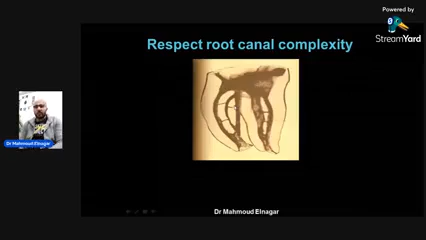 Powered by
StreamYard
Respect root canal complexity
Dr Mahmoud Elnagar
Dr Mahmoud Elnagar